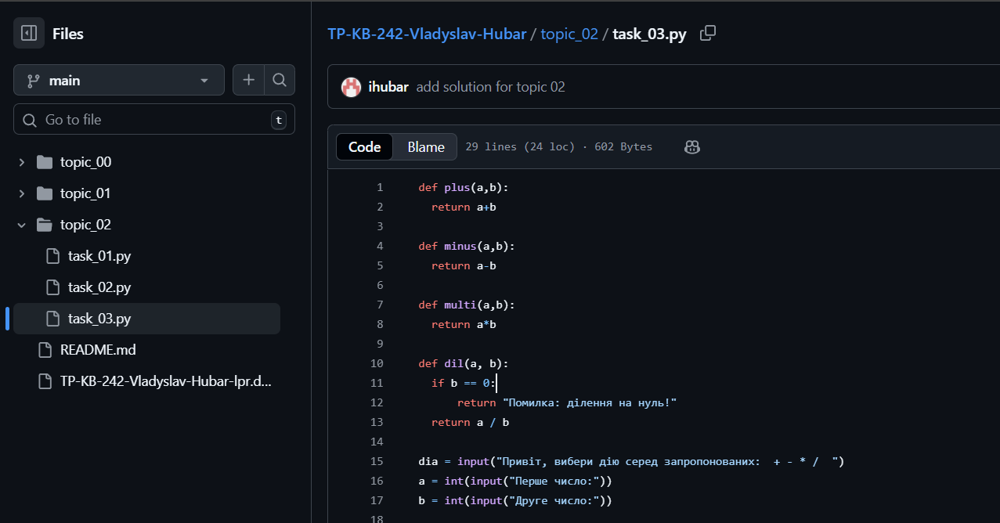 Files
main
Go to file
t
topic_00
topic_01
topic_02
task_01.py
task_02.py
task_03.py
README.md
TP-KB-242-Vladyslav-Hubar-lpr.d...
TP-KB-242-Vladyslav-Hubar / topic_02 / task_03.py
ihubar add solution for topic 02
Code Blame 29 lines (24 loc) · 602 Bytes
1 def plus(a,b):
2 return a+b
3
4 def minus(a,b):
5 return a-b
6
7 def multi(a,b):
8 return a*b
9
10 def dil(a, b):
11 if b == 0:
12 return "Помилка: ділення на нуль!"
13 return a / b
14
15 dia = input("Привіт, вибери дію серед запропонованих:  + - * /  ")
16 a = int(input("Перше число:"))
17 b = int(input("Друге число:"))
18